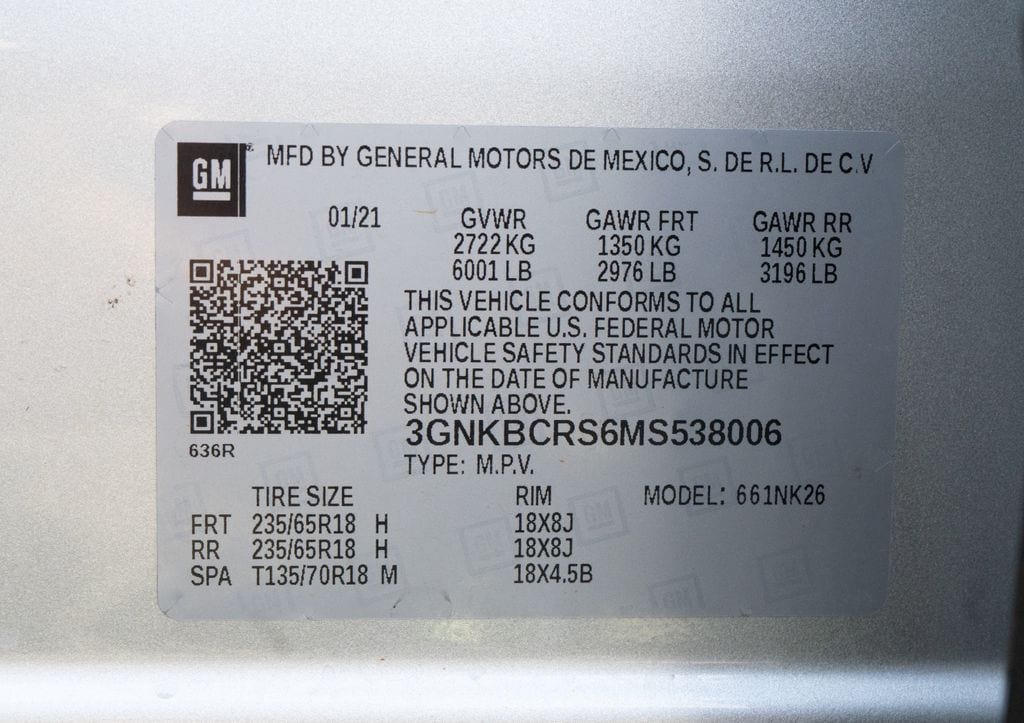 GM ® MFD BY GENERAL MOTORS DE MEXICO, S. DE R.L. DE C.V
01/21 GVWR GAWR FRT GAWR RR
2722 KG 1350 KG 1450 KG
6001 LB 2976 LB 3196 LB
THIS VEHICLE CONFORMS TO ALL
APPLICABLE U.S. FEDERAL MOTOR
VEHICLE SAFETY STANDARDS IN EFFECT
ON THE DATE OF MANUFACTURE
SHOWN ABOVE.
3GNKBCRS6MS538006
636R
TYPE: M.P.V.
TIRE SIZE RIM MODEL: 661NK26
FRT 235/65R18 H 18X8J
RR 235/65R18 H 18X8J
SPA T135/70R18 M 18X4.5B